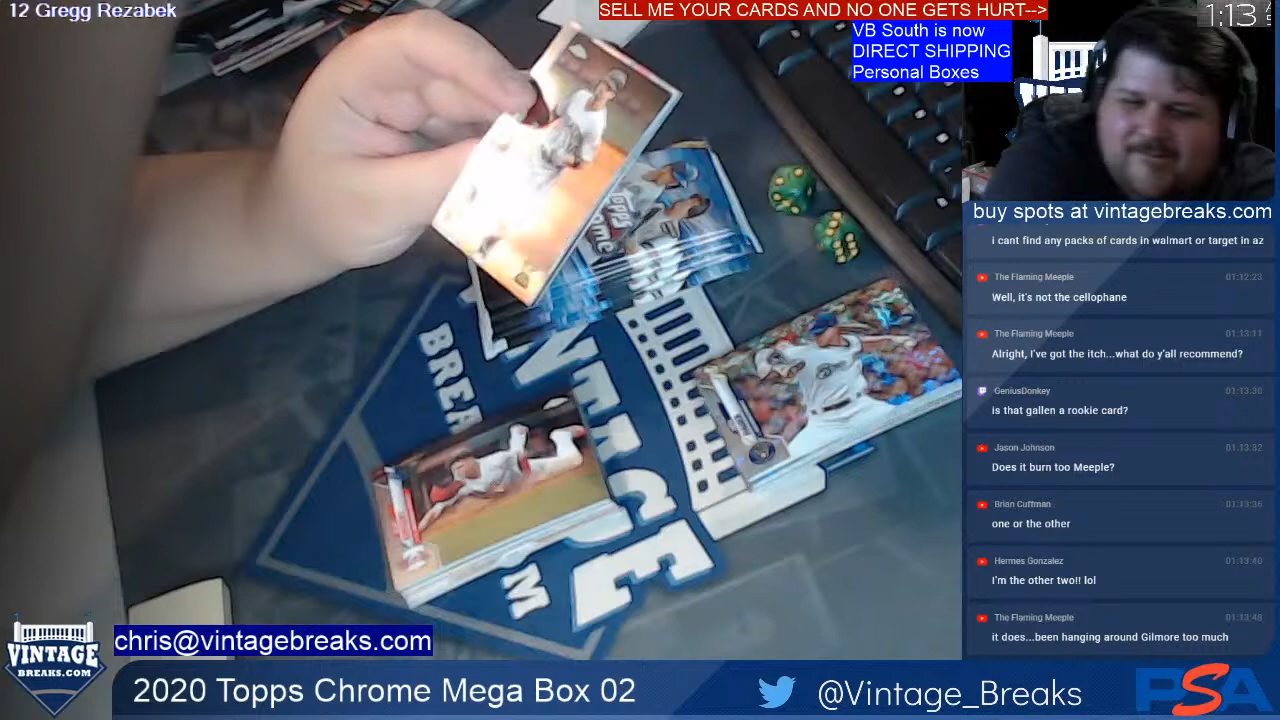 12 Gregg Rezabek
SELL ME YOUR CARDS AND NO ONE GETS HURT-->
VB South is now
DIRECT SHIPPING
Personal Boxes
1:13
buy spots at vintagebreaks.com
i cant find any packs of cards in walmart or target in az
The Flaming Meeple 01:12:23
Well, it's not the cellophane
The Flaming Meeple 01:13:11
Alright, I've got the itch...what do y'all recommend?
GeniusDonkey 01:13:30
is that gallen a rookie card?
Jason Johnson 01:13:32
Does it burn too Meeple?
Brian Cuffman 01:13:36
one or the other
Hermes Gonzalez 01:13:40
I'm the other two!! lol
The Flaming Meeple 01:13:48
it does...been hanging around Gilmore too much
Topps
VINTAGE
BREA
OM
chris@vintagebreaks.com
VINTAGE
BREAKS.COM
2020 Topps Chrome Mega Box 02
@Vintage_Breaks
PSA